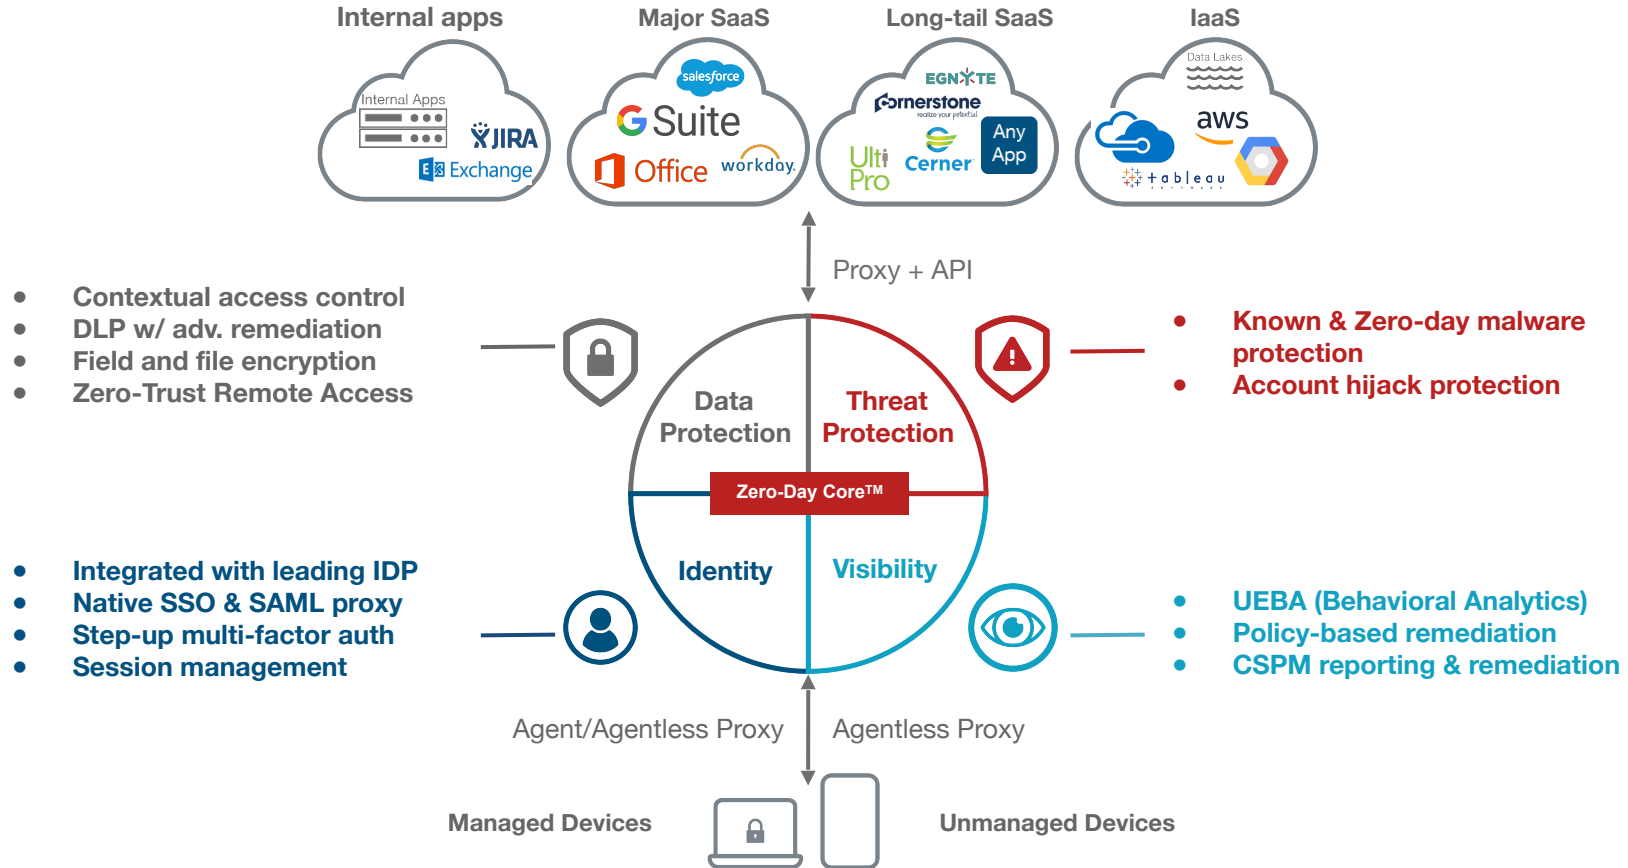 Internal apps
Major SaaS
Long-tail SaaS
IaaS
Internal Apps
JIRA
E Exchange
salesforce
G Suite
Office
workday.
EGNYTE
Cornerstone
realize your potential
Ulti
Pro
Cerner
Any
App
Data Lakes
aws
+ a b l e a u
S O F T W A R E
Proxy + API
• Contextual access control
• DLP w/ adv. remediation
• Field and file encryption
• Zero-Trust Remote Access
• Known & Zero-day malware
protection
• Account hijack protection
Data
Protection
Threat
Protection
Zero-Day Core™
Identity
Visibility
• Integrated with leading IDP
• Native SSO & SAML proxy
• Step-up multi-factor auth
• Session management
• UEBA (Behavioral Analytics)
• Policy-based remediation
• CSPM reporting & remediation
Agent/Agentless Proxy
Agentless Proxy
Managed Devices
Unmanaged Devices